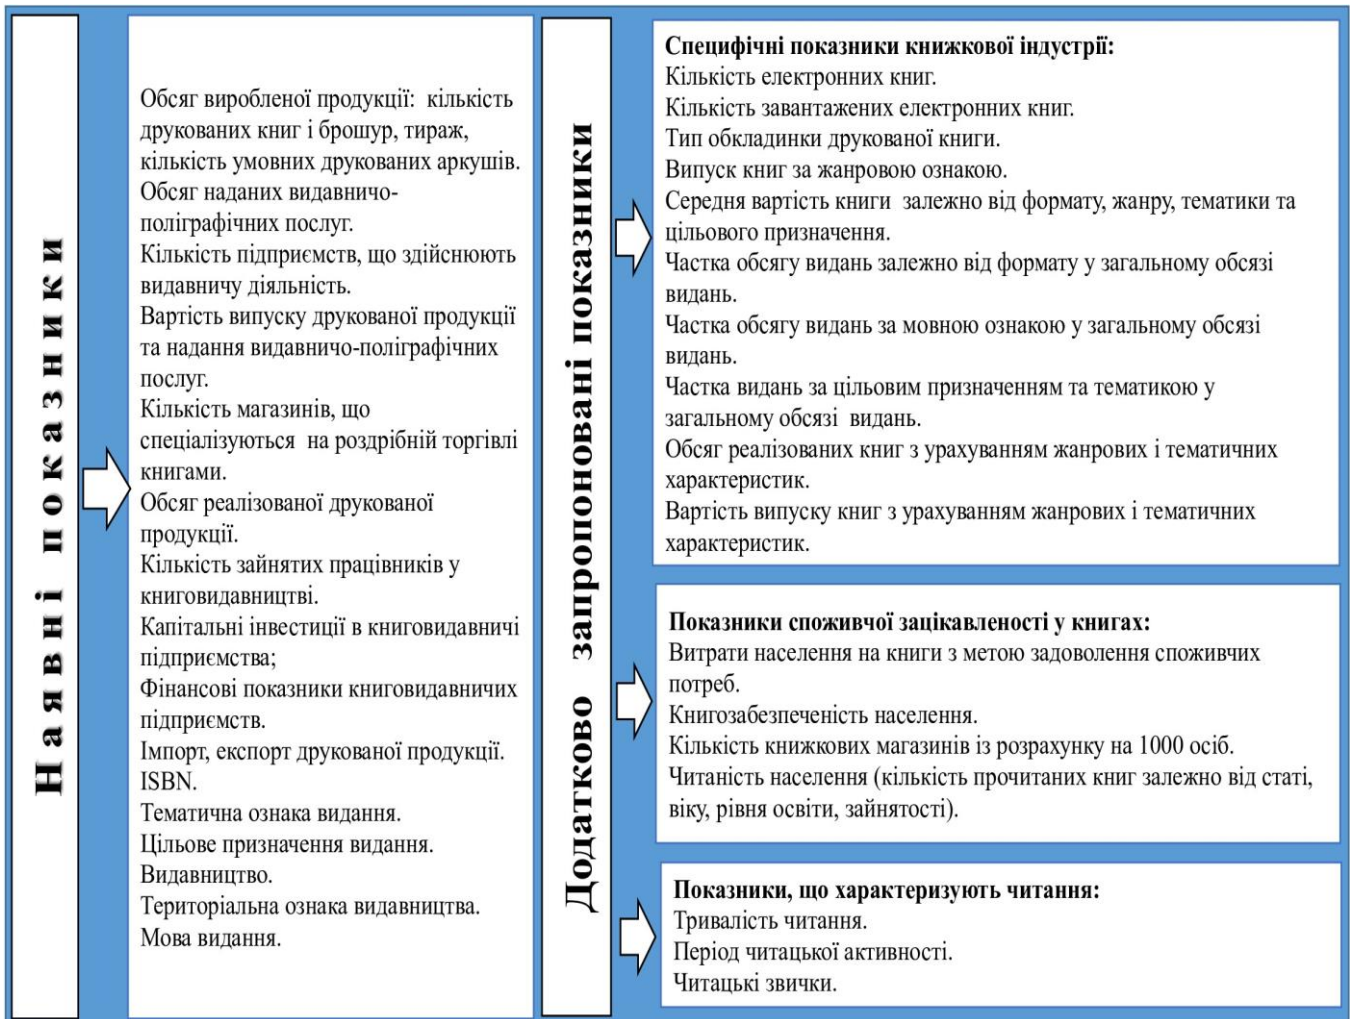 Наявні показники
Обсяг виробленої продукції: кількість
друкованих книг і брошур, тираж,
кількість умовних друкованих аркушів.
Обсяг наданих видавничо-
поліграфічних послуг.
Кількість підприємств, що здійснюють
видавничу діяльність.
Вартість випуску друкованої продукції
та надання видавничо-поліграфічних
послуг.
Кількість магазинів, що
спеціалізуються на роздрібній торгівлі
книгами.
Обсяг реалізованої друкованої
продукції.
Кількість зайнятих працівників у
книговидавництві.
Капітальні інвестиції в книговидавничі
підприємства;
Фінансові показники книговидавничих
підприємств.
Імпорт, експорт друкованої продукції.
ISBN.
Тематична ознака видання.
Цільове призначення видання.
Видавництво.
Територіальна ознака видавництва.
Мова видання.
Додатково запропоновані показники
Специфічні показники книжкової індустрії:
Кількість електронних книг.
Кількість завантажених електронних книг.
Тип обкладинки друкованої книги.
Випуск книг за жанровою ознакою.
Середня вартість книги залежно від формату, жанру, тематики та
цільового призначення.
Частка обсягу видань залежно від формату у загальному обсязі
видань.
Частка обсягу видань за мовною ознакою у загальному обсязі
видань.
Частка видань за цільовим призначенням та тематикою у
загальному обсязі видань.
Обсяг реалізованих книг з урахуванням жанрових і тематичних
характеристик.
Вартість випуску книг з урахуванням жанрових і тематичних
характеристик.
Показники споживчої зацікавленості у книгах:
Витрати населення на книги з метою задоволення споживчих
потреб.
Книгозабезпеченість населення.
Кількість книжкових магазинів із розрахунку на 1000 осіб.
Читаність населення (кількість прочитаних книг залежно від статі,
віку, рівня освіти, зайнятості).
Показники, що характеризують читання:
Тривалість читання.
Період читацької активності.
Читацькі звички.